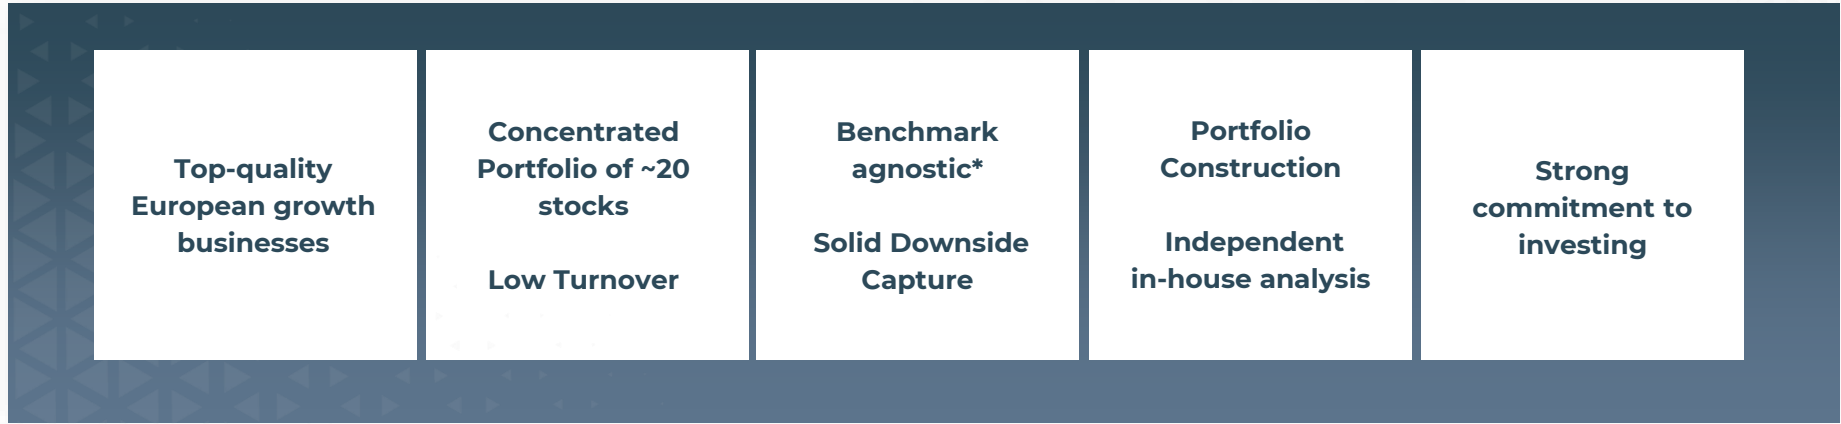 Top-quality
European growth
businesses
Concentrated
Portfolio of ~20
stocks
Low Turnover
Benchmark
agnostic*
Solid Downside
Capture
Portfolio
Construction
Independent
in-house analysis
Strong
commitment to
investing